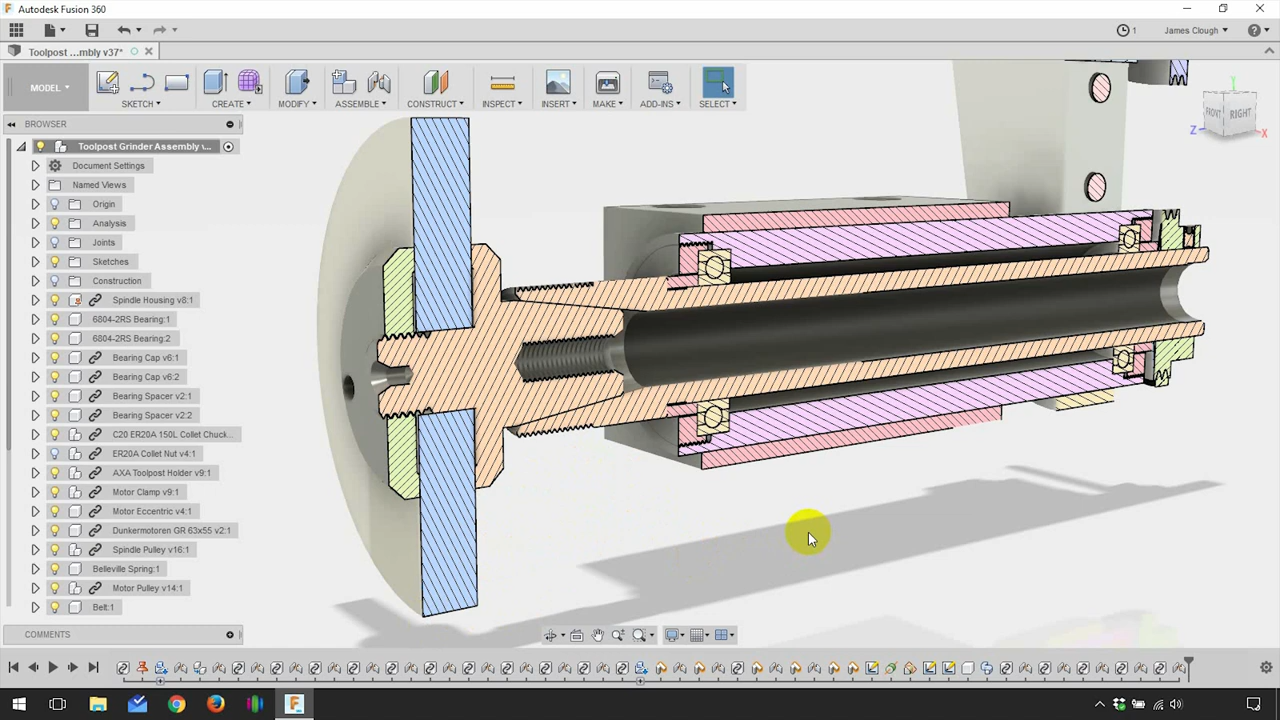 Autodesk Fusion 360
1
James Clough
Toolpost ...mbly v37*
MODEL
SKETCH
CREATE
MODIFY
ASSEMBLE
CONSTRUCT
INSPECT
INSERT
MAKE
ADD-INS
SELECT
Y
FRONT
RIGHT
Z
X
BROWSER
Toolpost Grinder Assembly v...
Document Settings
Named Views
Origin
Analysis
Joints
Sketches
Construction
Spindle Housing v8:1
6804-2RS Bearing:1
6804-2RS Bearing:2
Bearing Cap v6:1
Bearing Cap v6:2
Bearing Spacer v2:1
Bearing Spacer v2:2
C20 ER20A 150L Collet Chuck...
ER20A Collet Nut v4:1
AXA Toolpost Holder v9:1
Motor Clamp v9:1
Motor Eccentric v4:1
Dunkermotoren GR 63x55 v2:1
Spindle Pulley v16:1
Belleville Spring:1
Motor Pulley v14:1
Belt:1
COMMENTS